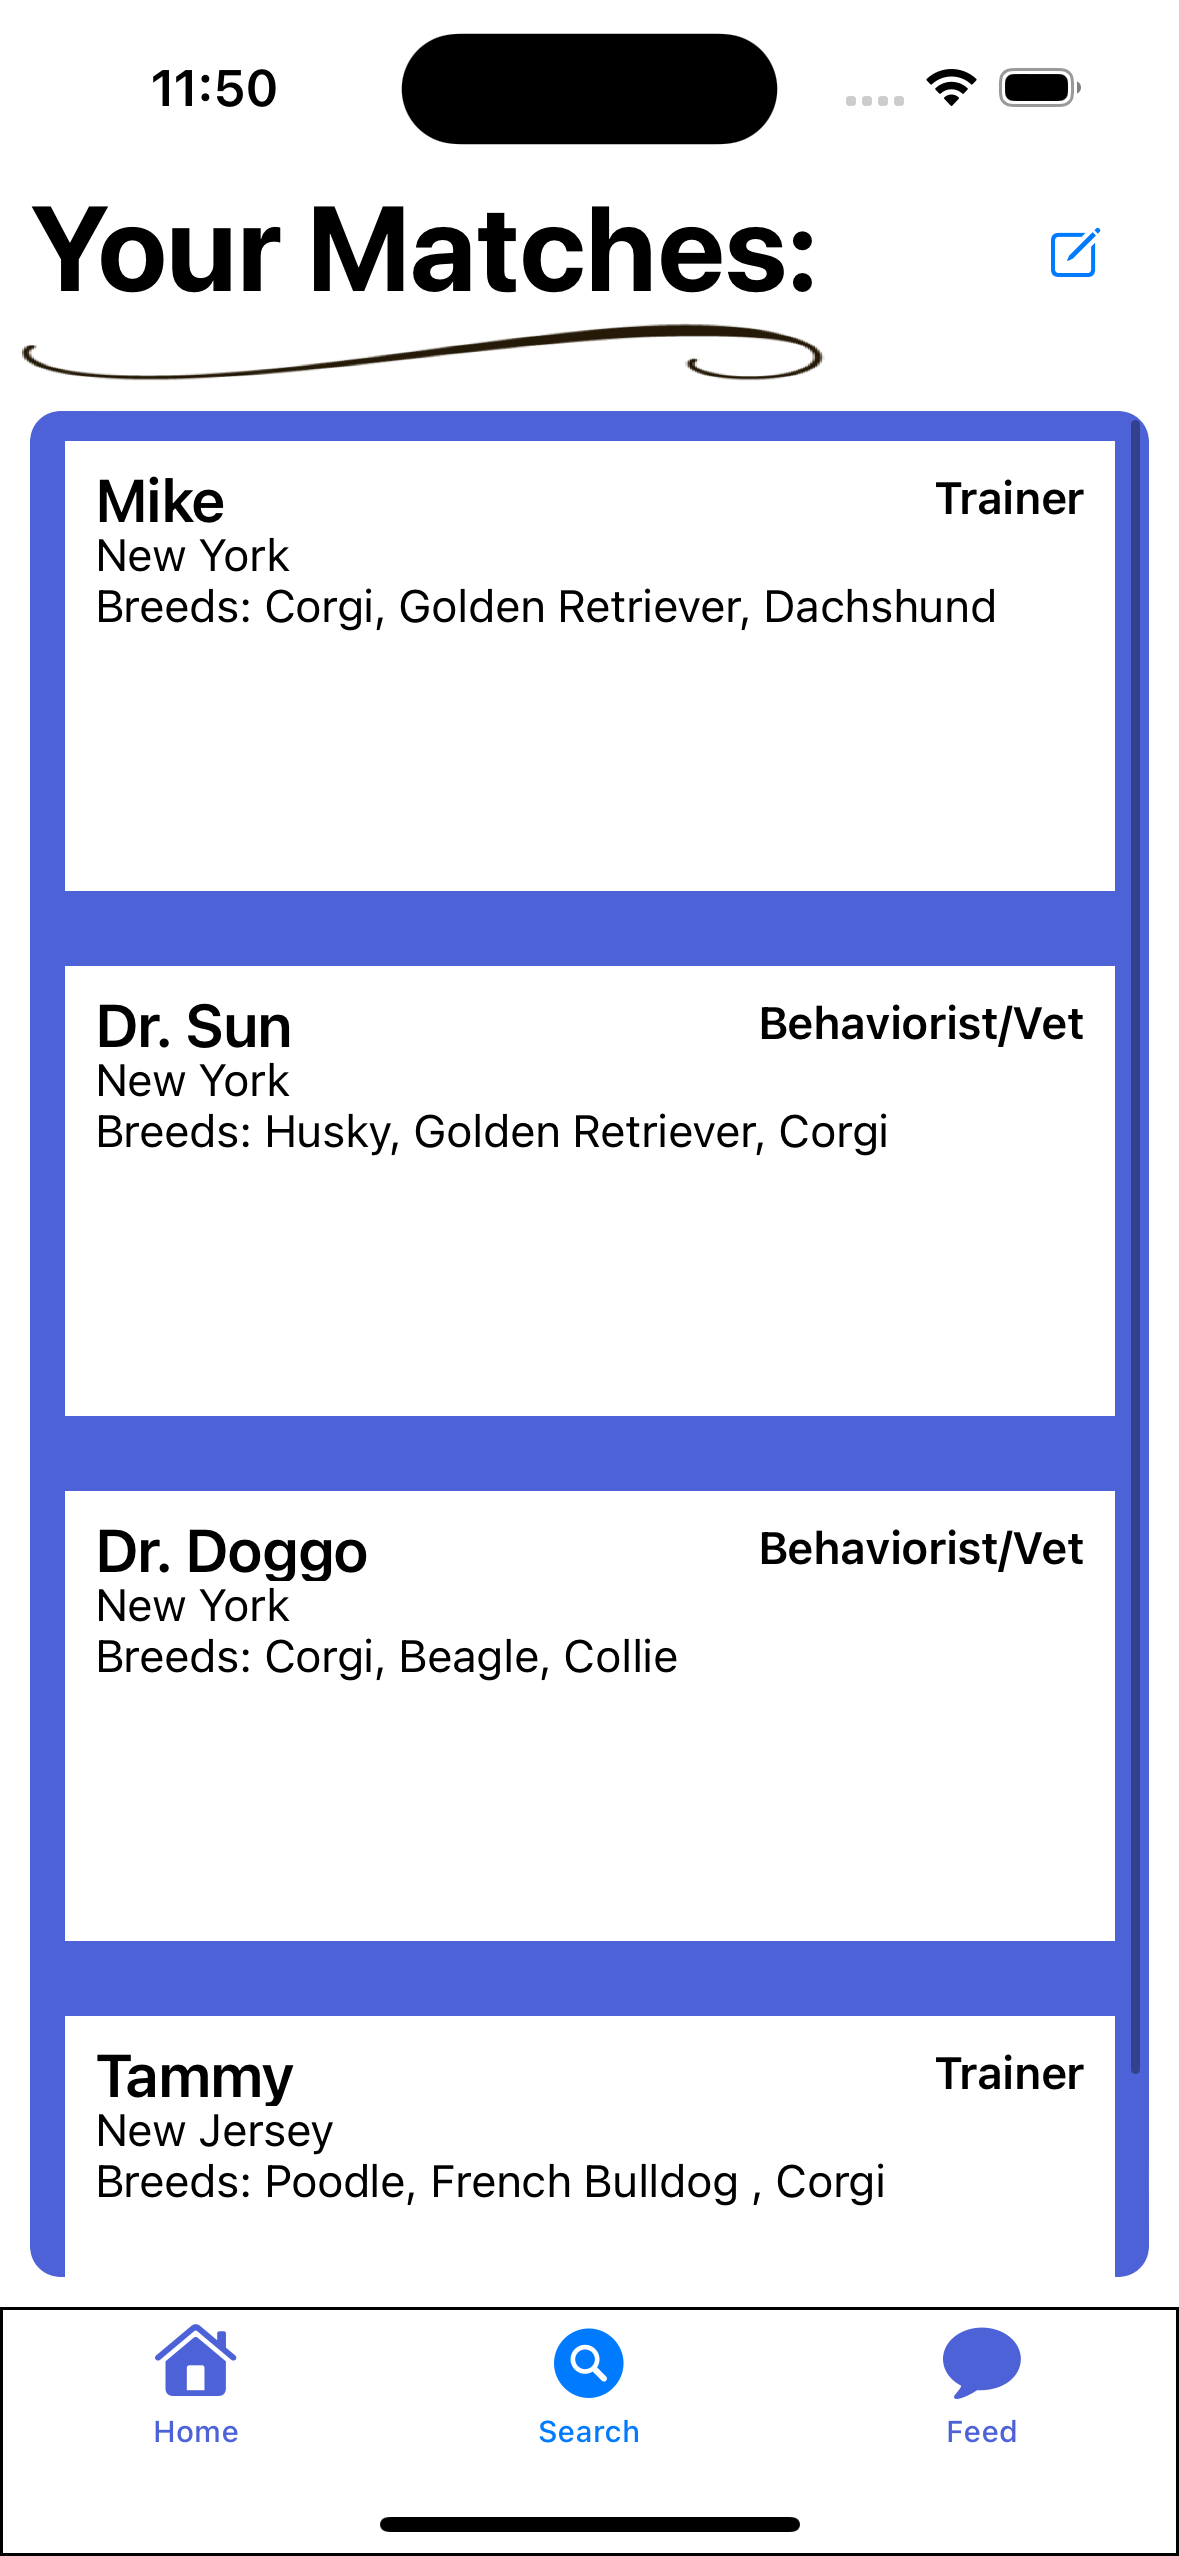 11:50
Your Matches:
Mike Trainer
New York
Breeds: Corgi, Golden Retriever, Dachshund
Dr. Sun Behaviorist/Vet
New York
Breeds: Husky, Golden Retriever, Corgi
Dr. Doggo Behaviorist/Vet
New York
Breeds: Corgi, Beagle, Collie
Tammy Trainer
New Jersey
Breeds: Poodle, French Bulldog , Corgi
Home Search Feed